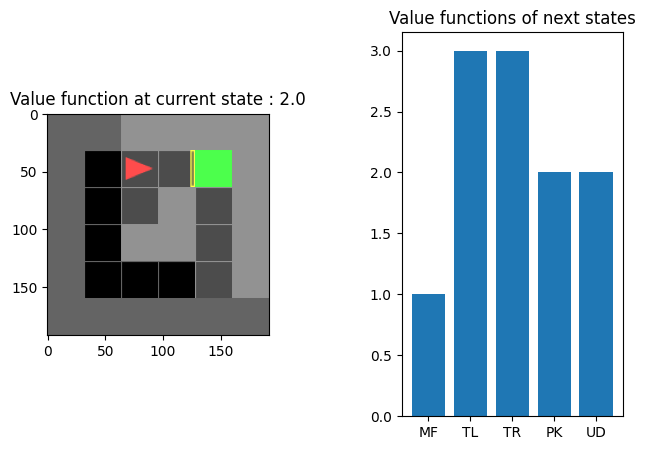 Value function at current state : 2.0
0
50
100
150
0
50
100
150
Value functions of next states
3.0
2.5
2.0
1.5
1.0
0.5
0.0
MF
TL
TR
PK
UD